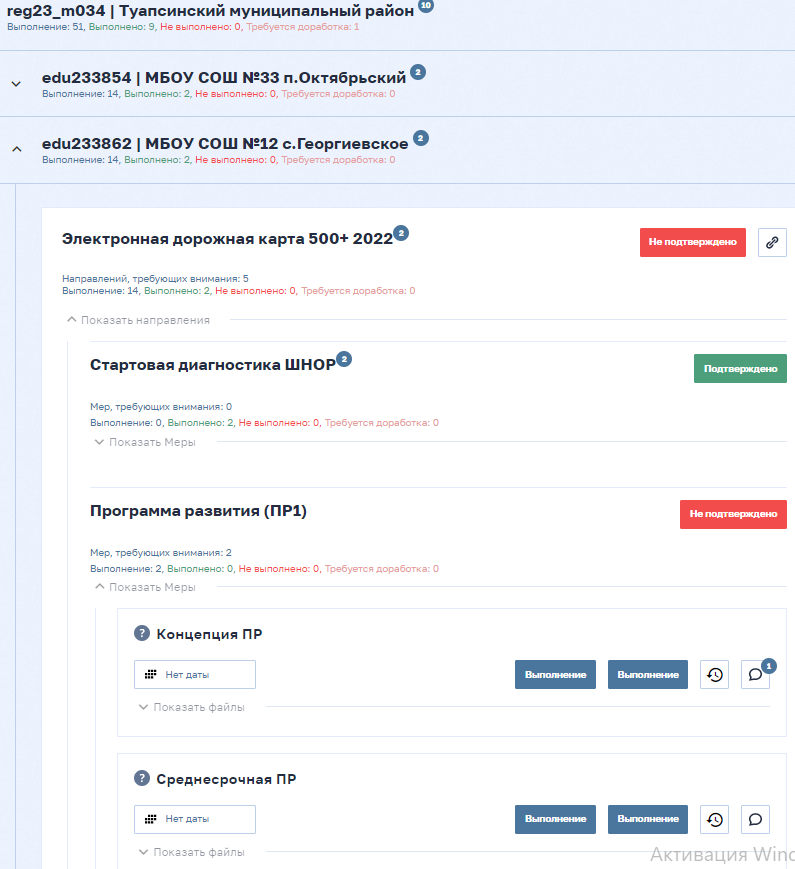 reg23_m034 | Туапсинский муниципальный район 10
Выполнение: 51, Выполнено: 9, Не выполнено: 0, Требуется доработка: 1
edu233854 | МБОУ СОШ №33 п.Октябрьский 2
Выполнение: 14, Выполнено: 2, Не выполнено: 0, Требуется доработка: 0
edu233862 | МБОУ СОШ №12 с.Георгиевское 2
Выполнение: 14, Выполнено: 2, Не выполнено: 0, Требуется доработка: 0
Электронная дорожная карта 500+ 2022 2 Не подтверждено
Направлений, требующих внимания: 5
Выполнение: 14, Выполнено: 2, Не выполнено: 0, Требуется доработка: 0
Показать направления
Стартовая диагностика ШНОР 2 Подтверждено
Мер, требующих внимания: 0
Выполнение: 0, Выполнено: 2, Не выполнено: 0, Требуется доработка: 0
Показать Меры
Программа развития (ПР1) Не подтверждено
Мер, требующих внимания: 2
Выполнение: 2, Выполнено: 0, Не выполнено: 0, Требуется доработка: 0
Показать Меры
? Концепция ПР
Нет даты Выполнение Выполнение 1
Показать файлы
? Среднесрочная ПР
Нет даты Выполнение Выполнение
Показать файлы
Активация Wind